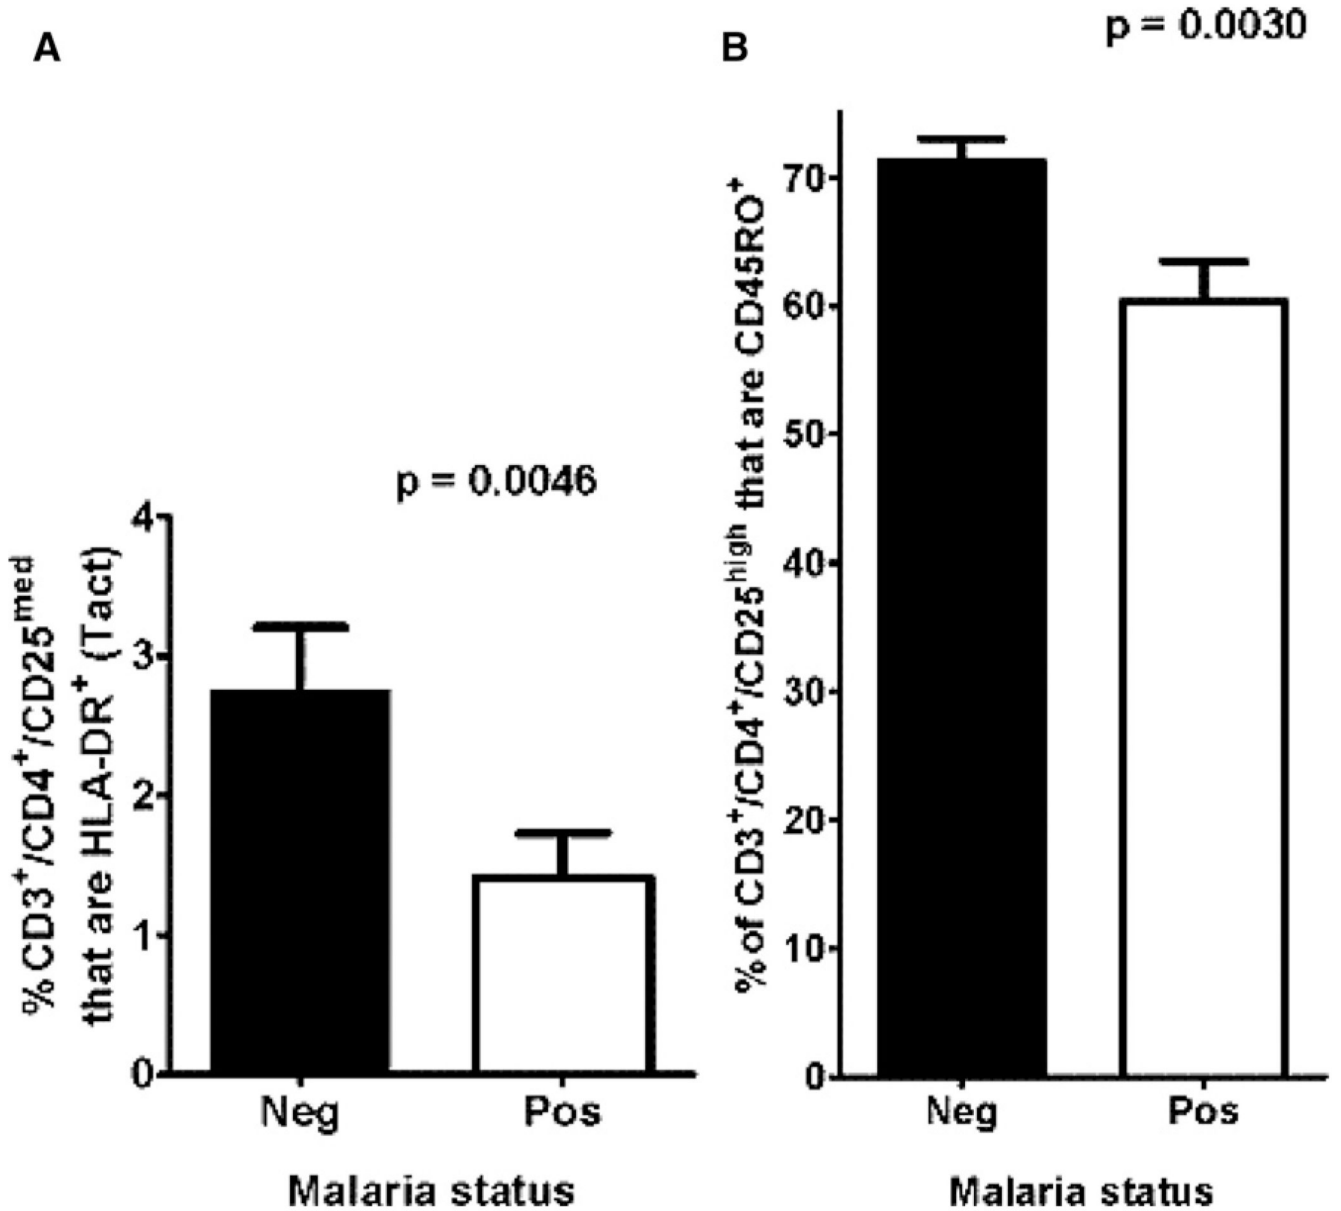 A
p = 0.0046
% CD3+/CD4+/CD25med
that are HLA-DR+ (Tact)
4
3
2
1
0
Neg Pos
Malaria status
B
p = 0.0030
% of CD3+/CD4+/CD25high that are CD45RO+
70
60
50
40
30
20
10
0
Neg Pos
Malaria status